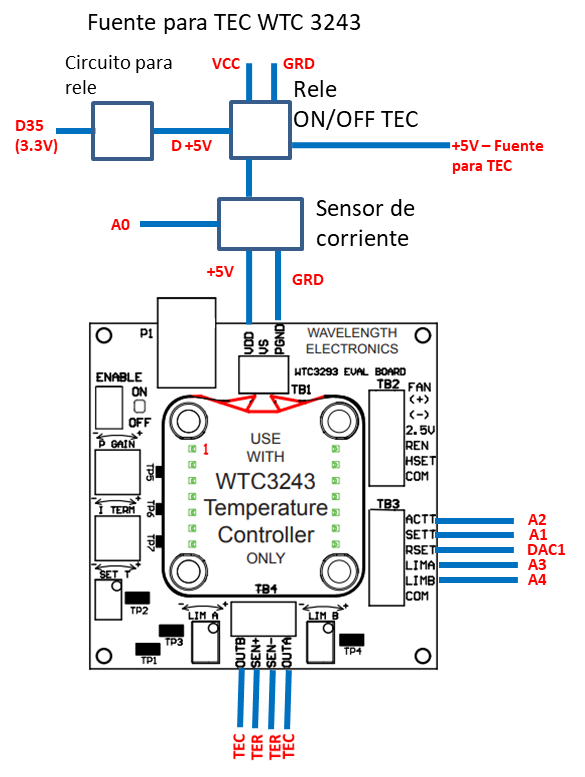 Fuente para TEC WTC 3243
Circuito para
rele
VCC
GRD
Rele
ON/OFF TEC
D35
(3.3V)
D +5V
+5V – Fuente
para TEC
Sensor de
corriente
A0
+5V
GRD
P1
VDD
VS
PGND
WAVELENGTH
ELECTRONICS
WTC3293 EVAL BOARD
TB1
TB2
FAN
(+)
(-)
2.5V
REN
HSET
COM
ENABLE
ON
OFF
- +
P GAIN
TP5
- +
I TERM
TP6
TP7
1
USE
WITH
WTC3243
Temperature
Controller
ONLY
TB3
ACTT
SETT
RSET
LIMA
LIMB
COM
A2
A1
DAC1
A3
A4
- +
SET T
TP2
TP3
TP1
- +
LIM A
TB4
- +
LIM B
TP4
OUTB
SEN+
SEN-
OUTA
TEC
TER
TER
TEC